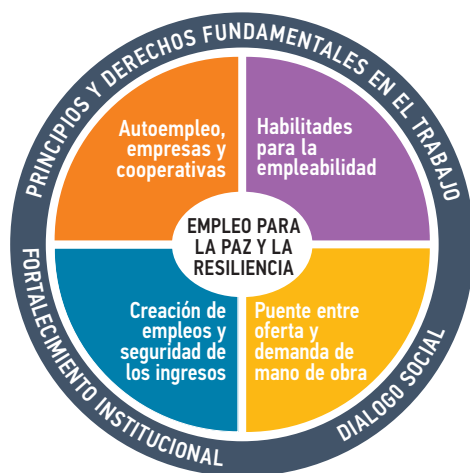 PRINCIPIOS Y DERECHOS FUNDAMENTALES EN EL TRABAJO
Autoempleo,
empresas y
cooperativas
Habilitades
para la
empleabilidad
EMPLEO PARA
LA PAZ Y LA
RESILIENCIA
Creación de
empleos y
seguridad de
los ingresos
Puente entre
oferta y
demanda de
mano de obra
FORTALECIMIENTO INSTITUCIONAL
DIALOGO SOCIAL